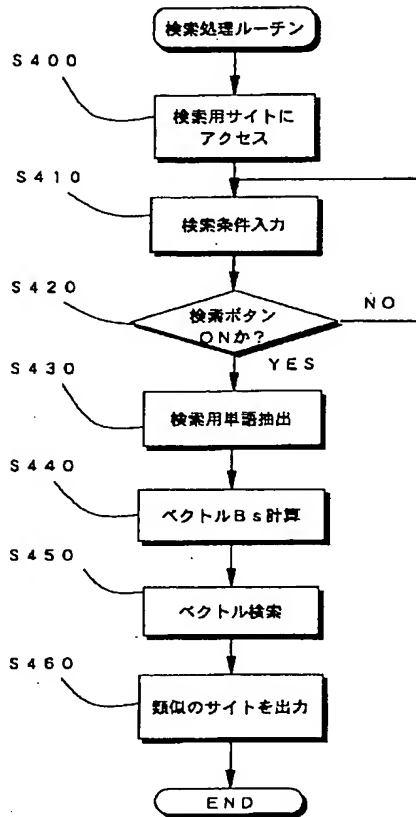 検索処理ルーチン
S400
検索用サイトに
アクセス
S410
検索条件入力
S420
検索ボタン
ONか?
NO
YES
S430
検索用単語抽出
S440
ベクトルBs計算
S450
ベクトル検索
S460
類似のサイトを出力
END